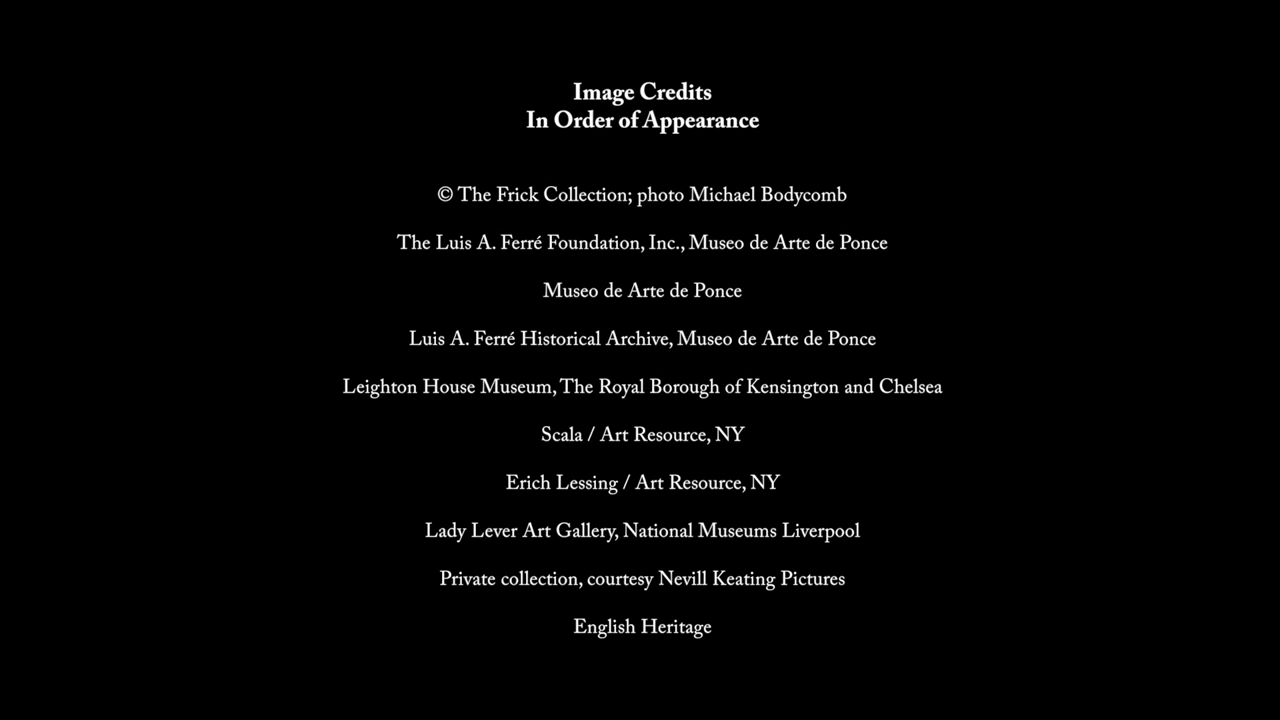 Image Credits
In Order of Appearance
© The Frick Collection; photo Michael Bodycomb
The Luis A. Ferré Foundation, Inc., Museo de Arte de Ponce
Museo de Arte de Ponce
Luis A. Ferré Historical Archive, Museo de Arte de Ponce
Leighton House Museum, The Royal Borough of Kensington and Chelsea
Scala / Art Resource, NY
Erich Lessing / Art Resource, NY
Lady Lever Art Gallery, National Museums Liverpool
Private collection, courtesy Nevill Keating Pictures
English Heritage